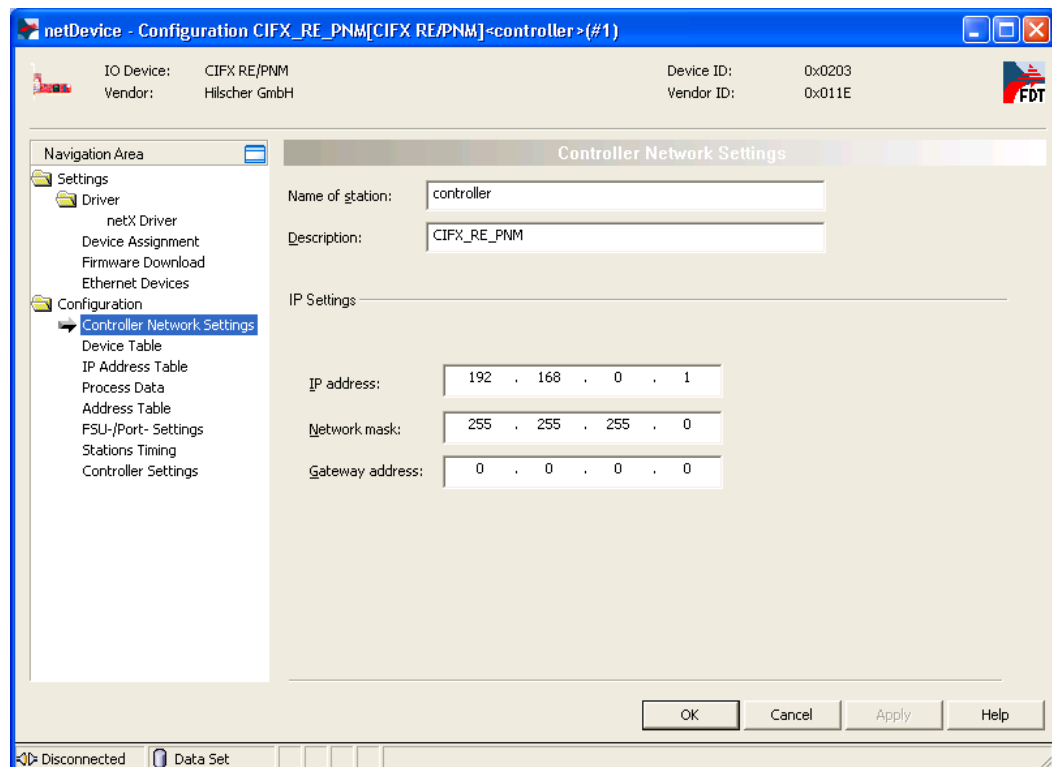 netDevice - Configuration CIFX_RE_PNM[CIFX RE/PNM]<controller>(#1)
IO Device: CIFX RE/PNM Device ID: 0x0203
Vendor: Hilscher GmbH Vendor ID: 0x011E
FDT
Navigation Area
Settings
Driver
netX Driver
Device Assignment
Firmware Download
Ethernet Devices
Configuration
Controller Network Settings
Device Table
IP Address Table
Process Data
Address Table
FSU-/Port- Settings
Stations Timing
Controller Settings
Controller Network Settings
Name of station: controller
Description: CIFX_RE_PNM
IP Settings
IP address: 192 . 168 . 0 . 1
Network mask: 255 . 255 . 255 . 0
Gateway address: 0 . 0 . 0 . 0
OK Cancel Apply Help
Disconnected Data Set